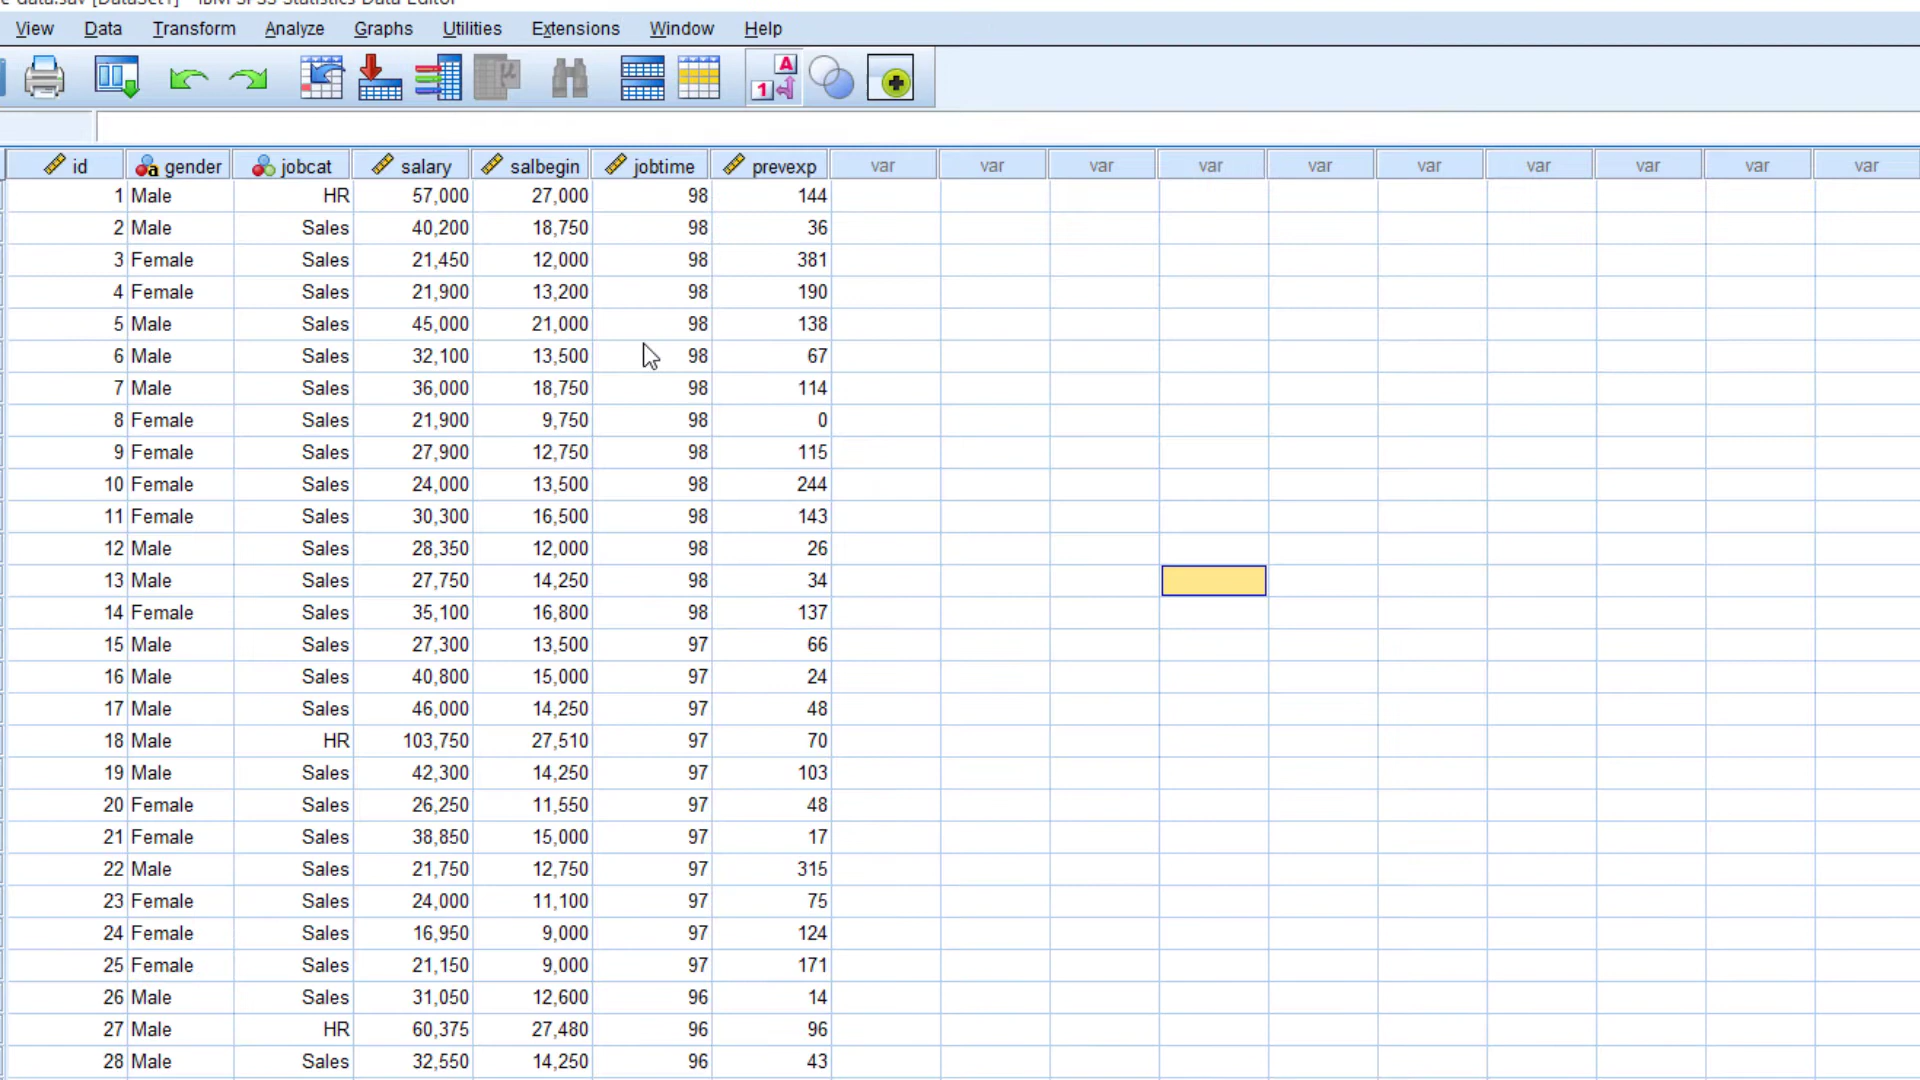 View Data Transform Analyze Graphs Utilities Extensions Window Help
A
1
id gender jobcat salary salbegin jobtime prevexp var var var var var var var var var var
1 Male HR 57,000 27,000 98 144
2 Male Sales 40,200 18,750 98 36
3 Female Sales 21,450 12,000 98 381
4 Female Sales 21,900 13,200 98 190
5 Male Sales 45,000 21,000 98 138
6 Male Sales 32,100 13,500 98 67
7 Male Sales 36,000 18,750 98 114
8 Female Sales 21,900 9,750 98 0
9 Female Sales 27,900 12,750 98 115
10 Female Sales 24,000 13,500 98 244
11 Female Sales 30,300 16,500 98 143
12 Male Sales 28,350 12,000 98 26
13 Male Sales 27,750 14,250 98 34
14 Female Sales 35,100 16,800 98 137
15 Male Sales 27,300 13,500 97 66
16 Male Sales 40,800 15,000 97 24
17 Male Sales 46,000 14,250 97 48
18 Male HR 103,750 27,510 97 70
19 Male Sales 42,300 14,250 97 103
20 Female Sales 26,250 11,550 97 48
21 Female Sales 38,850 15,000 97 17
22 Male Sales 21,750 12,750 97 315
23 Female Sales 24,000 11,100 97 75
24 Female Sales 16,950 9,000 97 124
25 Female Sales 21,150 9,000 97 171
26 Male Sales 31,050 12,600 96 14
27 Male HR 60,375 27,480 96 96
28 Male Sales 32,550 14,250 96 43